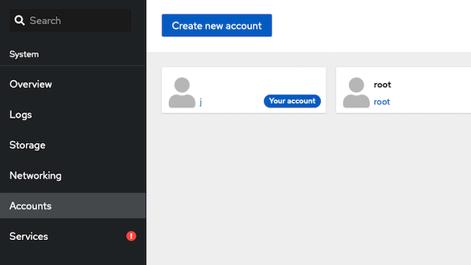 Search
System
Overview
Logs
Storage
Networking
Accounts
Services
Create new account
j
Your account
root
root